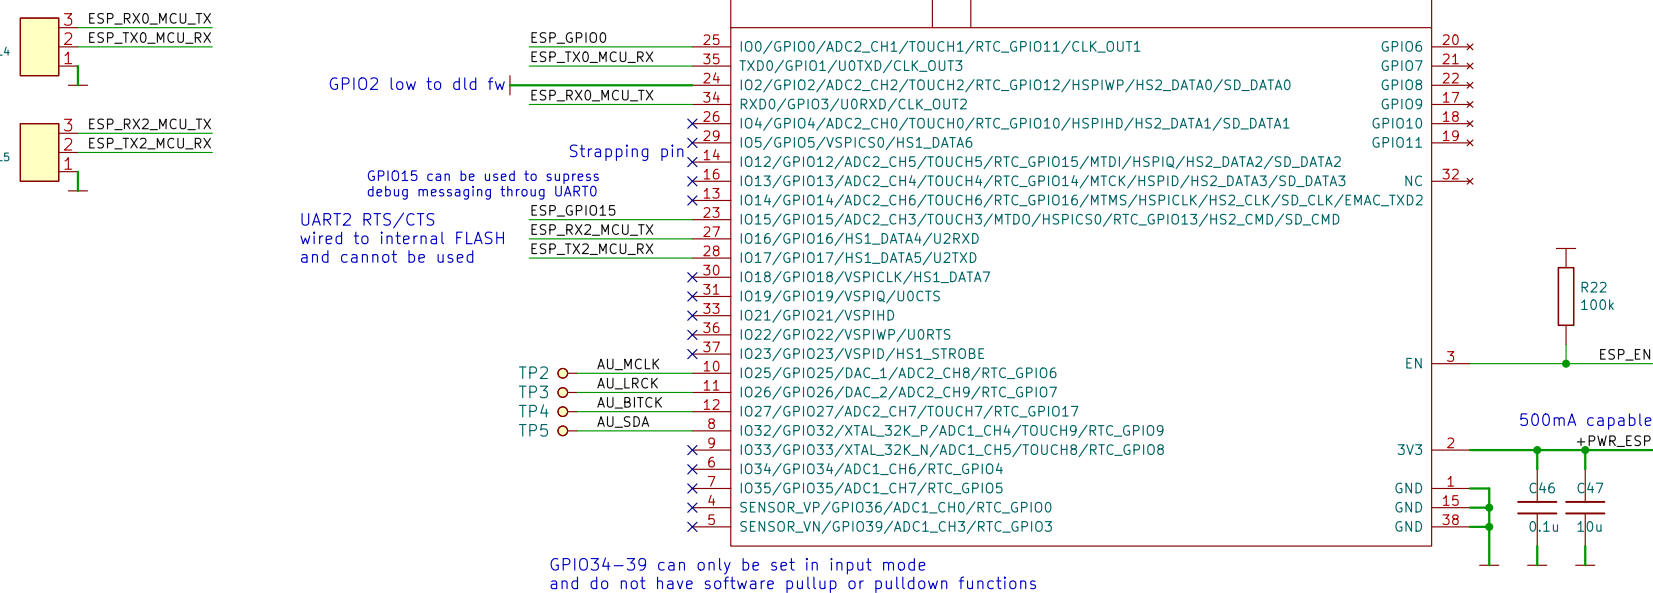 3 ESP_RX0_MCU_TX
2 ESP_TX0_MCU_RX
1
4
3 ESP_RX2_MCU_TX
2 ESP_TX2_MCU_RX
1
5
ESP_GPIO0 25 IO0/GPIO0/ADC2_CH1/TOUCH1/RTC_GPIO11/CLK_OUT1
ESP_TX0_MCU_RX 35 TXD0/GPIO1/U0TXD/CLK_OUT3
GPIO2 low to dld fw 24 IO2/GPIO2/ADC2_CH2/TOUCH2/RTC_GPIO12/HSPIWP/HS2_DATA0/SD_DATA0
ESP_RX0_MCU_TX 34 RXD0/GPIO3/U0RXD/CLK_OUT2
26 IO4/GPIO4/ADC2_CH0/TOUCH0/RTC_GPIO10/HSPIHD/HS2_DATA1/SD_DATA1
29 IO5/GPIO5/VSPICS0/HS1_DATA6
Strapping pin
14 IO12/GPIO12/ADC2_CH5/TOUCH5/RTC_GPIO15/MTDI/HSPIQ/HS2_DATA2/SD_DATA2
16 IO13/GPIO13/ADC2_CH4/TOUCH4/RTC_GPIO14/MTCK/HSPID/HS2_DATA3/SD_DATA3
13 IO14/GPIO14/ADC2_CH6/TOUCH6/RTC_GPIO16/MTMS/HSPICLK/HS2_CLK/SD_CLK/EMAC_TXD2
GPIO15 can be used to supress
debug messaging throug UART0
ESP_GPIO15 23 IO15/GPIO15/ADC2_CH3/TOUCH3/MTDO/HSPICS0/RTC_GPIO13/HS2_CMD/SD_CMD
ESP_RX2_MCU_TX 27 IO16/GPIO16/HS1_DATA4/U2RXD
ESP_TX2_MCU_RX 28 IO17/GPIO17/HS1_DATA5/U2TXD
UART2 RTS/CTS
wired to internal FLASH
and cannot be used
30 IO18/GPIO18/VSPICLK/HS1_DATA7
31 IO19/GPIO19/VSPIQ/U0CTS
33 IO21/GPIO21/VSPIHD
36 IO22/GPIO22/VSPIWP/U0RTS
37 IO23/GPIO23/VSPID/HS1_STROBE
TP2 AU_MCLK 10 IO25/GPIO25/DAC_1/ADC2_CH8/RTC_GPIO6
TP3 AU_LRCK 11 IO26/GPIO26/DAC_2/ADC2_CH9/RTC_GPIO7
TP4 AU_BITCK 12 IO27/GPIO27/ADC2_CH7/TOUCH7/RTC_GPIO17
TP5 AU_SDA 8 IO32/GPIO32/XTAL_32K_P/ADC1_CH4/TOUCH9/RTC_GPIO9
9 IO33/GPIO33/XTAL_32K_N/ADC1_CH5/TOUCH8/RTC_GPIO8
6 IO34/GPIO34/ADC1_CH6/RTC_GPIO4
7 IO35/GPIO35/ADC1_CH7/RTC_GPIO5
4 SENSOR_VP/GPIO36/ADC1_CH0/RTC_GPIO0
5 SENSOR_VN/GPIO39/ADC1_CH3/RTC_GPIO3
GPIO34-39 can only be set in input mode
and do not have software pullup or pulldown functions
GPIO6 20
GPIO7 21
GPIO8 22
GPIO9 17
GPIO10 18
GPIO11 19
NC 32
R22
100k
EN 3 ESP_EN
500mA capable
+PWR_ESP
3V3 2
GND 1
GND 15
GND 38
C46
0.1u
C47
10u